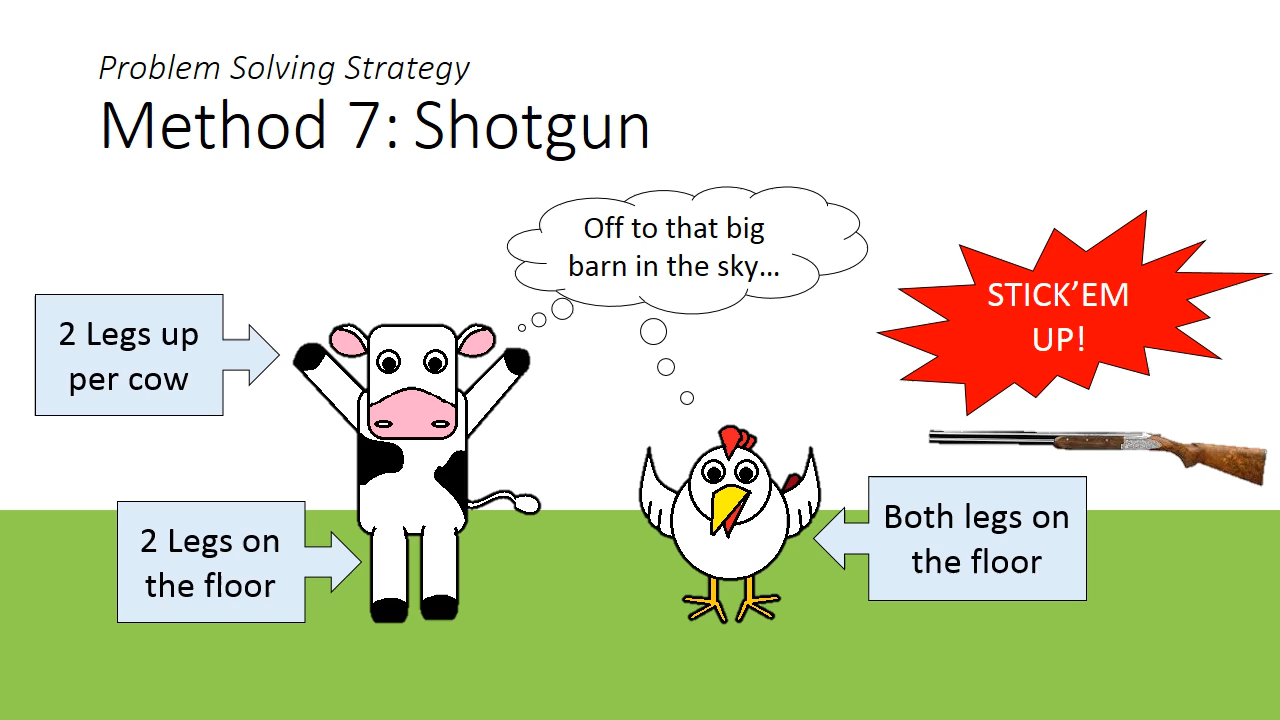 Problem Solving Strategy
Method 7: Shotgun
Off to that big
barn in the sky…
STICK’EM
UP!
2 Legs up
per cow
2 Legs on
the floor
Both legs on
the floor